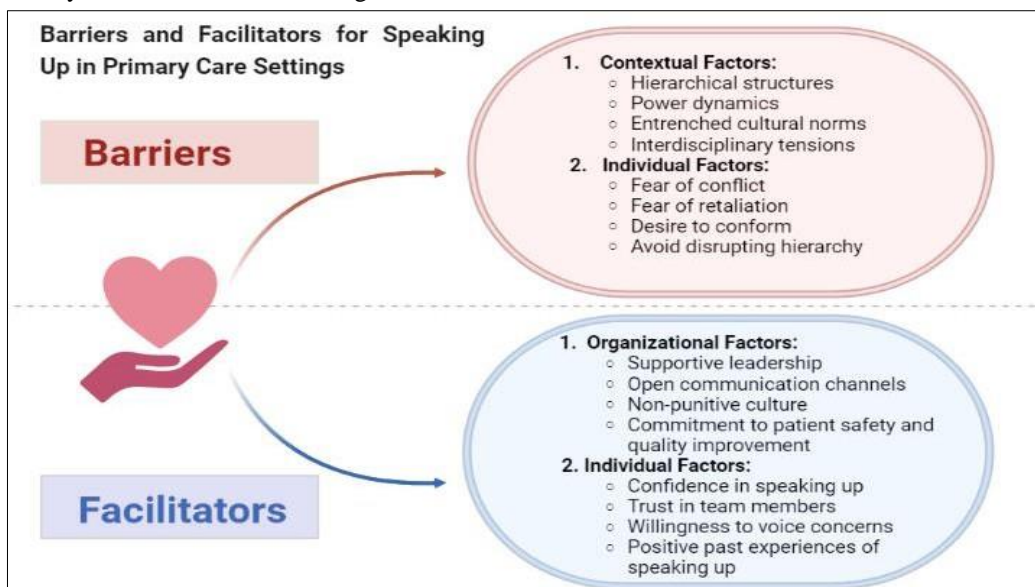 Barriers and Facilitators for Speaking
Up in Primary Care Settings
Barriers
1. Contextual Factors:
○ Hierarchical structures
○ Power dynamics
○ Entrenched cultural norms
○ Interdisciplinary tensions
2. Individual Factors:
○ Fear of conflict
○ Fear of retaliation
○ Desire to conform
○ Avoid disrupting hierarchy
Facilitators
1. Organizational Factors:
○ Supportive leadership
○ Open communication channels
○ Non-punitive culture
○ Commitment to patient safety and
quality improvement
2. Individual Factors:
○ Confidence in speaking up
○ Trust in team members
○ Willingness to voice concerns
○ Positive past experiences of
speaking up